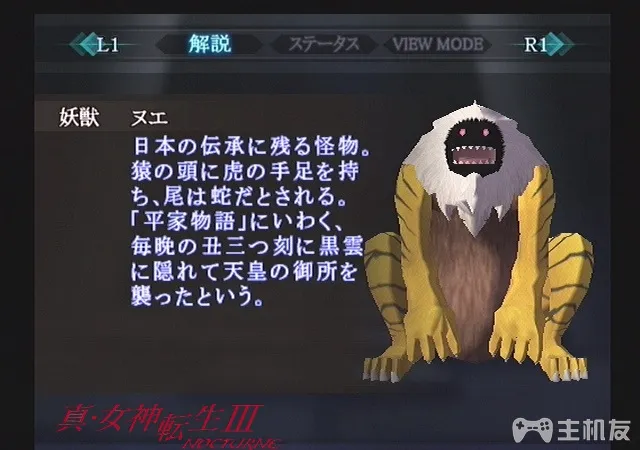 L1 解説 ステータス VIEW MODE R1
妖獣 ヌエ
日本の伝承に残る怪物。
猿の頭に虎の手足を持
ち、尾は蛇だとされる。
「平家物語」にいわく、
毎晩の丑三つ刻に黒雲
に隠れて天皇の御所を
襲ったという。
真・女神転生III
NOCTURNE
主机友